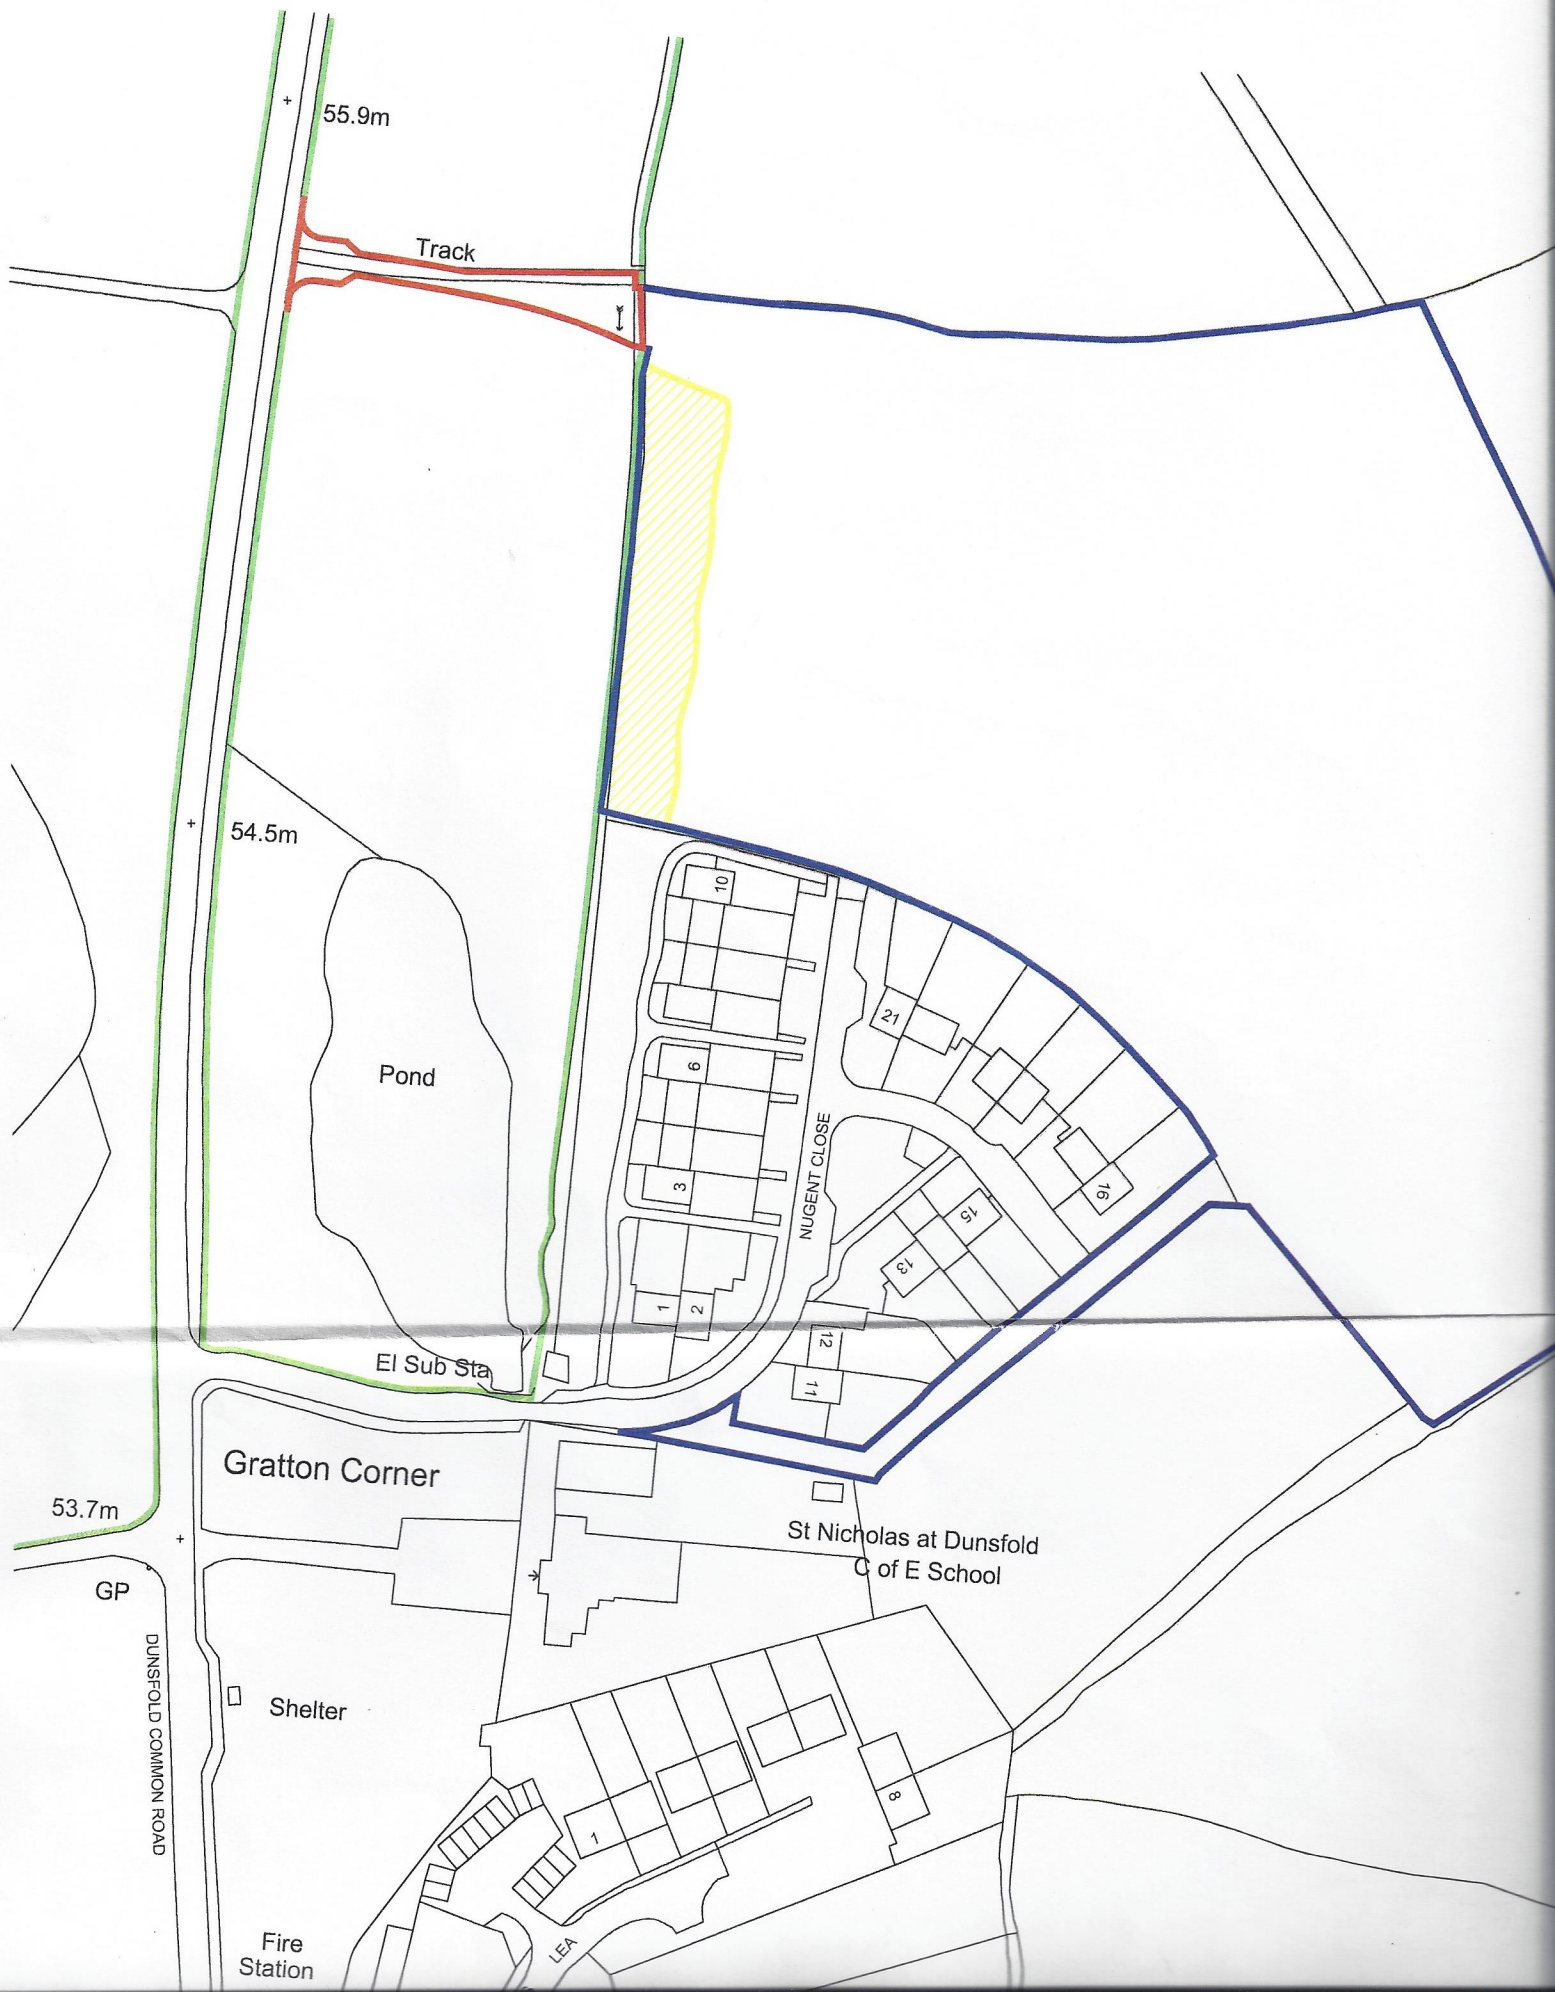 55.9m
Track
54.5m
10
21
Pond
6
NUGENT CLOSE
3
16
15
13
1
2
12
El Sub Sta
11
Gratton Corner
53.7m
St Nicholas at Dunsfold
C of E School
GP
DUNSFOLD COMMON ROAD
Shelter
8
1
Fire
Station
LEA